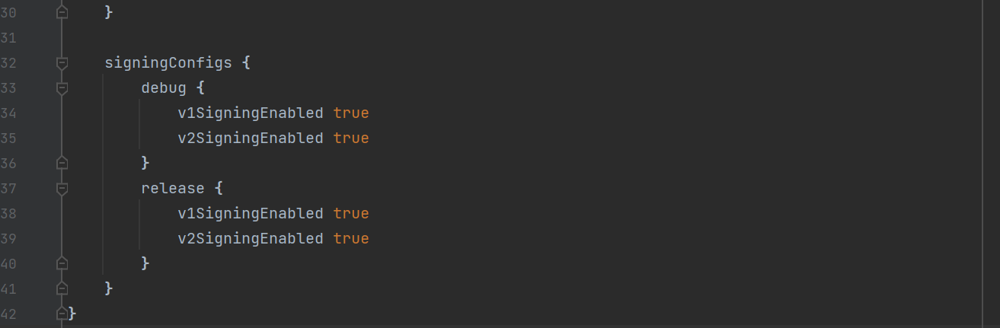 30 }
31
32 signingConfigs {
33 debug {
34 v1SigningEnabled true
35 v2SigningEnabled true
36 }
37 release {
38 v1SigningEnabled true
39 v2SigningEnabled true
40 }
41 }
42 }